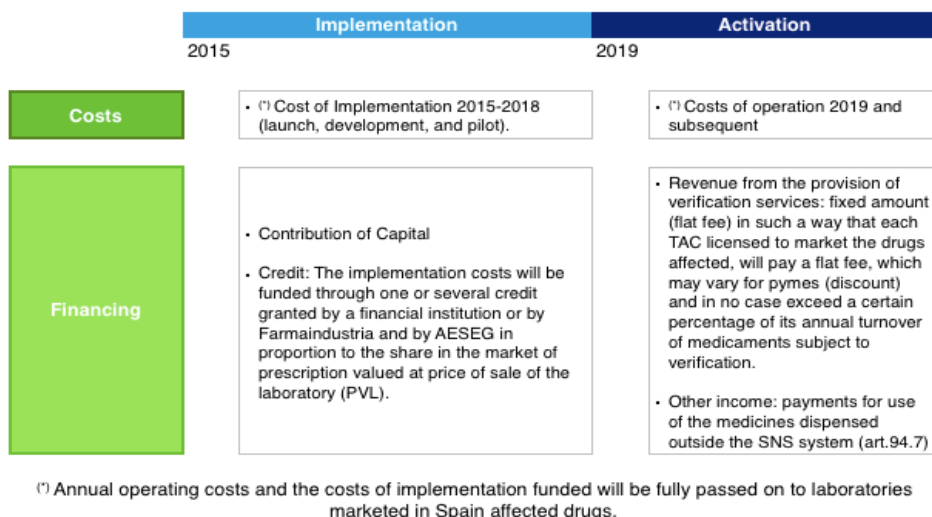 Implementation
Activation
2015
2019
Costs
• (*) Cost of Implementation 2015-2018
(launch, development, and pilot).
• (*) Costs of operation 2019 and
subsequent
Financing
• Contribution of Capital
• Credit: The implementation costs will be
funded through one or several credit
granted by a financial institution or by
Farmaindustria and by AESEG in
proportion to the share in the market of
prescription valued at price of sale of the
laboratory (PVL).
• Revenue from the provision of
verification services: fixed amount
(flat fee) in such a way that each
TAC licensed to market the drugs
affected, will pay a flat fee, which
may vary for pymes (discount)
and in no case exceed a certain
percentage of its annual turnover
of medicaments subject to
verification.
• Other income: payments for use
of the medicines dispensed
outside the SNS system (art.94.7)
(*) Annual operating costs and the costs of implementation funded will be fully passed on to laboratories
marketed in Spain affected drugs.